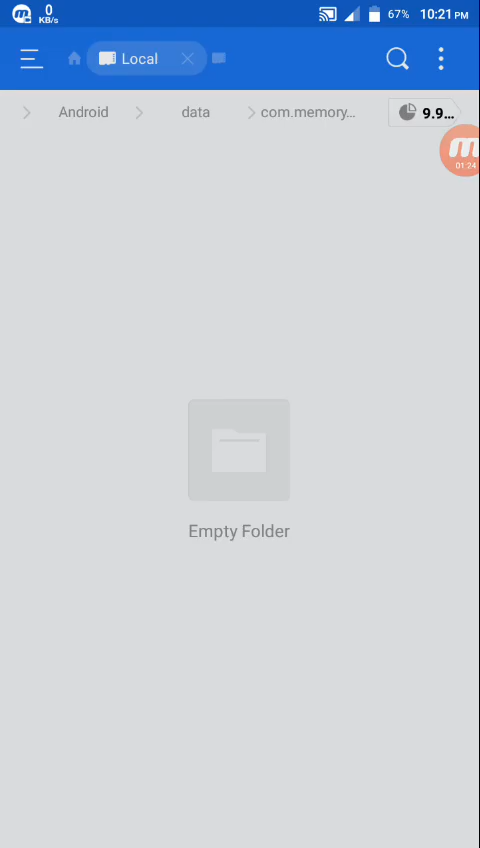 0
KB/s
67% 10:21 PM
Local
Android data com.memory... 9.9...
01:24
Empty Folder